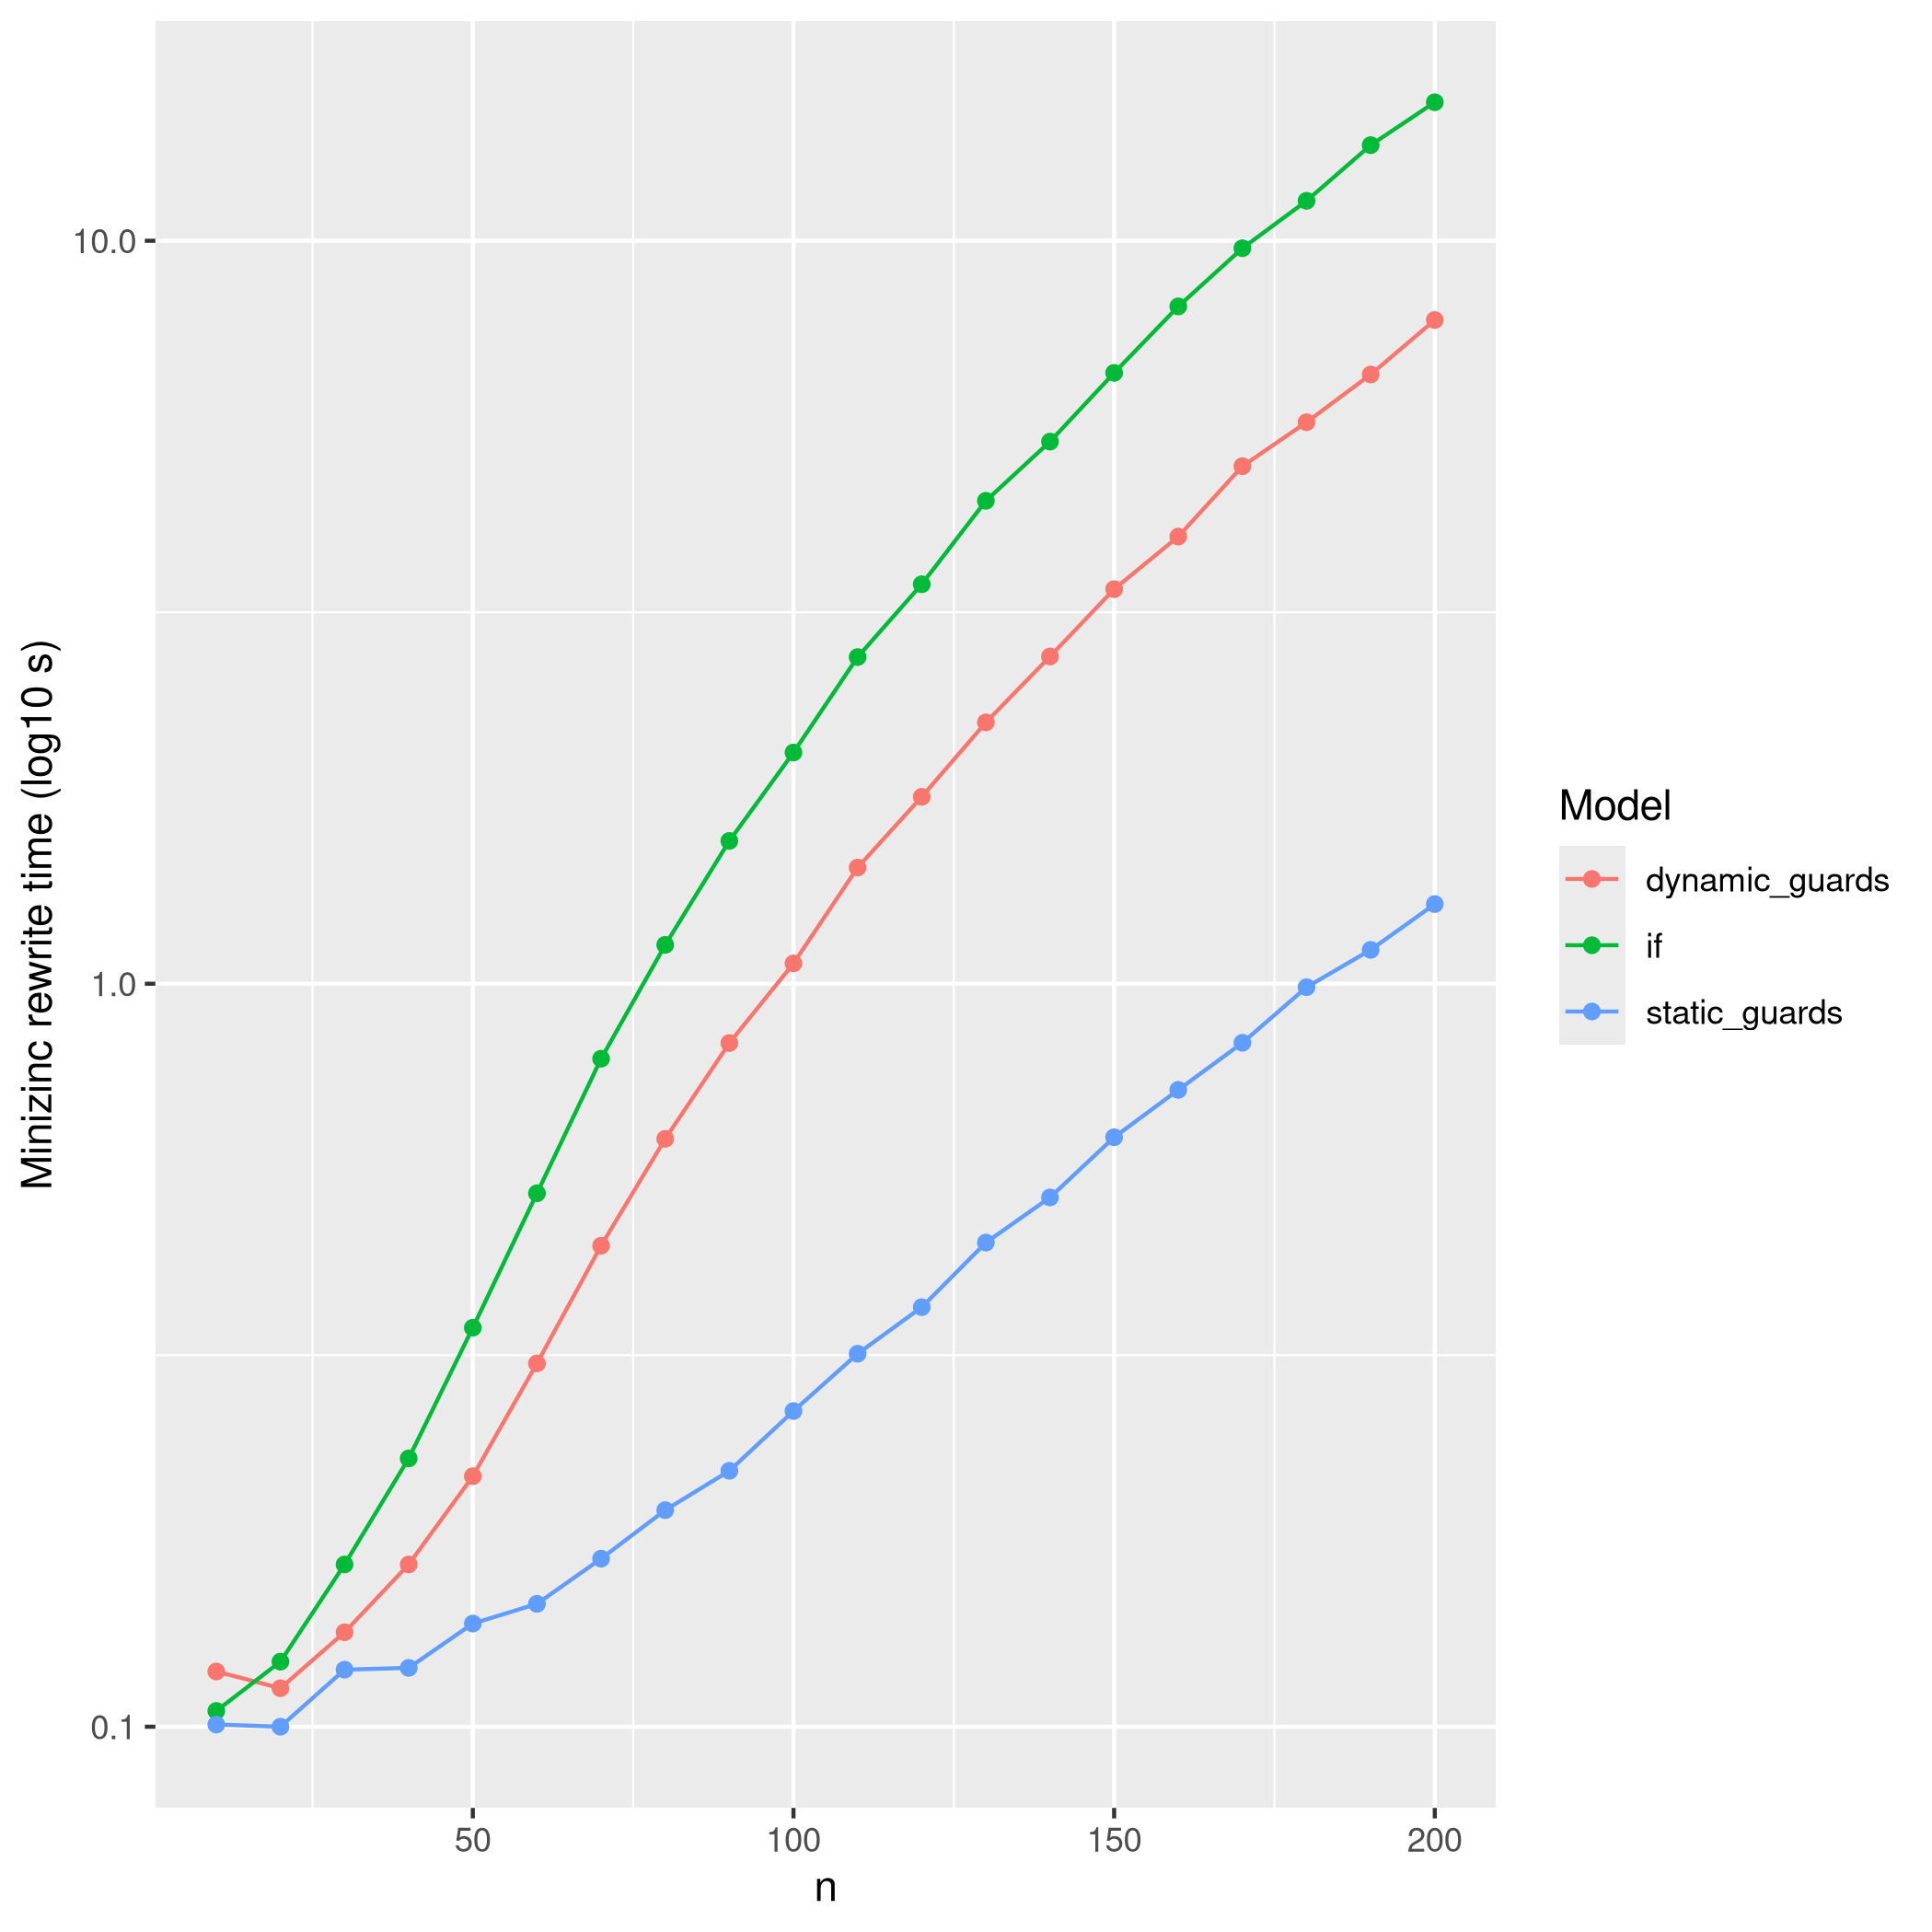 Minizinc rewrite time (log10 s)
10.0
1.0
0.1
50
100
150
200
n
Model
dynamic_guards
if
static_guards